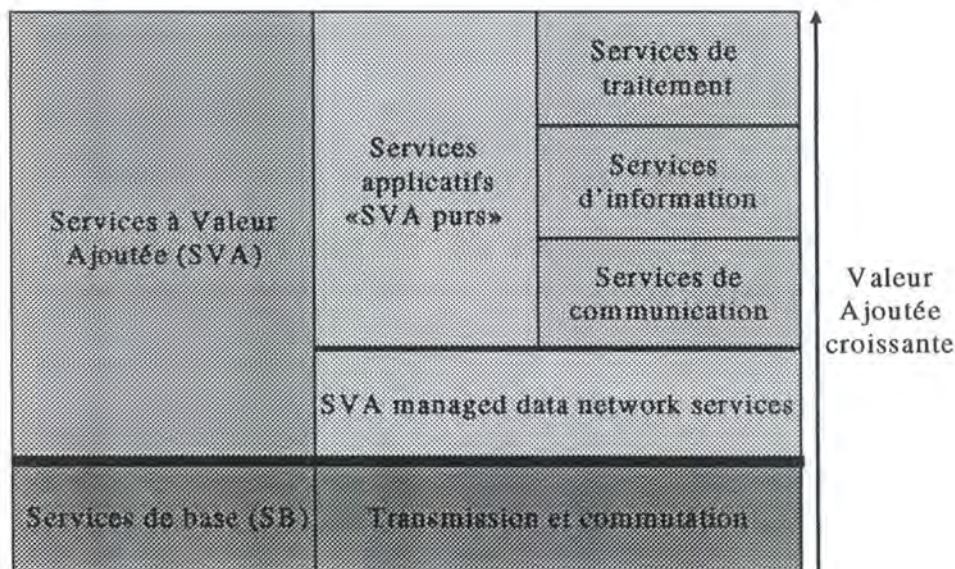 Services à Valeur
Ajoutée (SVA)
Services
applicatifs
«SVA purs»
Services de
traitement
Services
d'information
Services de
communication
SVA managed data network services
Services de base (SB)
Transmission et commutation
Valeur
Ajoutée
croissante